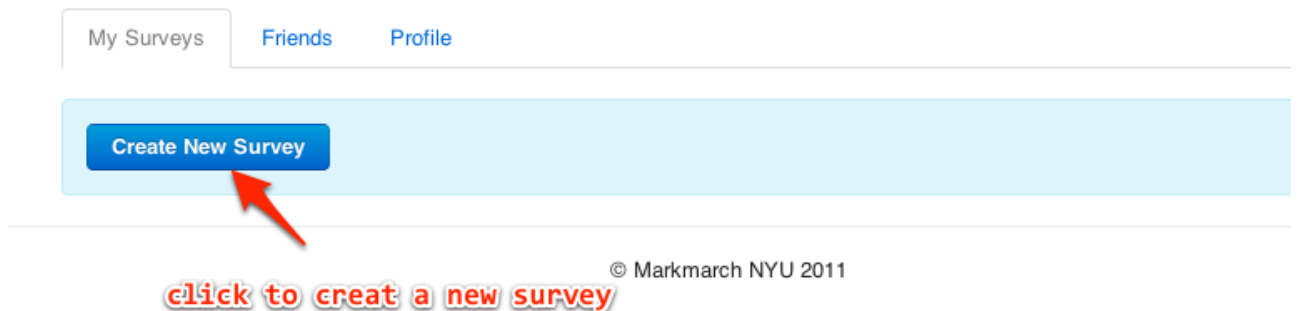 My Surveys Friends Profile
Create New Survey
© Markmarch NYU 2011
click to creat a new survey